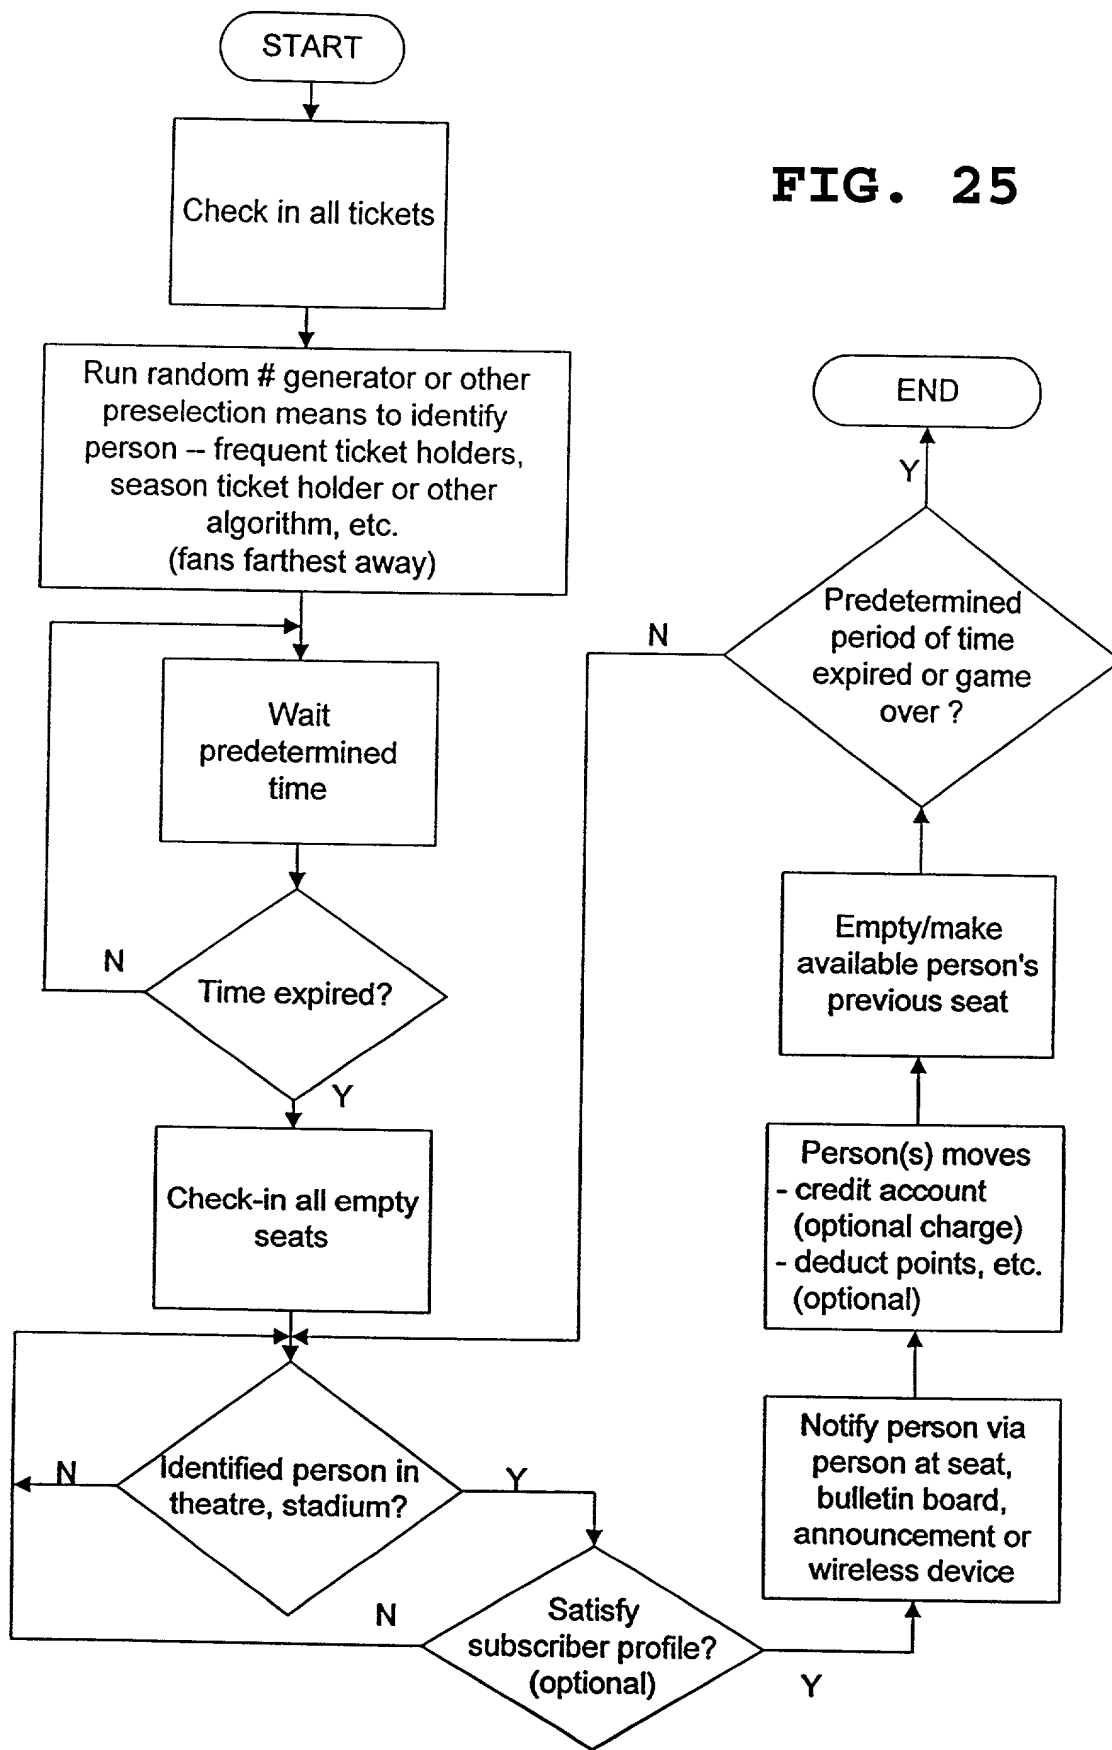 START
FIG. 25
Check in all tickets
Run random # generator or other
preselection means to identify
person -- frequent ticket holders,
season ticket holder or other
algorithm, etc.
(fans farthest away)
Wait
predetermined
time
N
Time expired?
Y
Check-in all empty
seats
N
Identified person in
theatre, stadium?
Y
N
Satisfy
subscriber profile?
(optional)
Y
Notify person via
person at seat,
bulletin board,
announcement or
wireless device
Person(s) moves
- credit account
(optional charge)
- deduct points, etc.
(optional)
Empty/make
available person's
previous seat
Predetermined
period of time
expired or game
over ?
N
Y
END